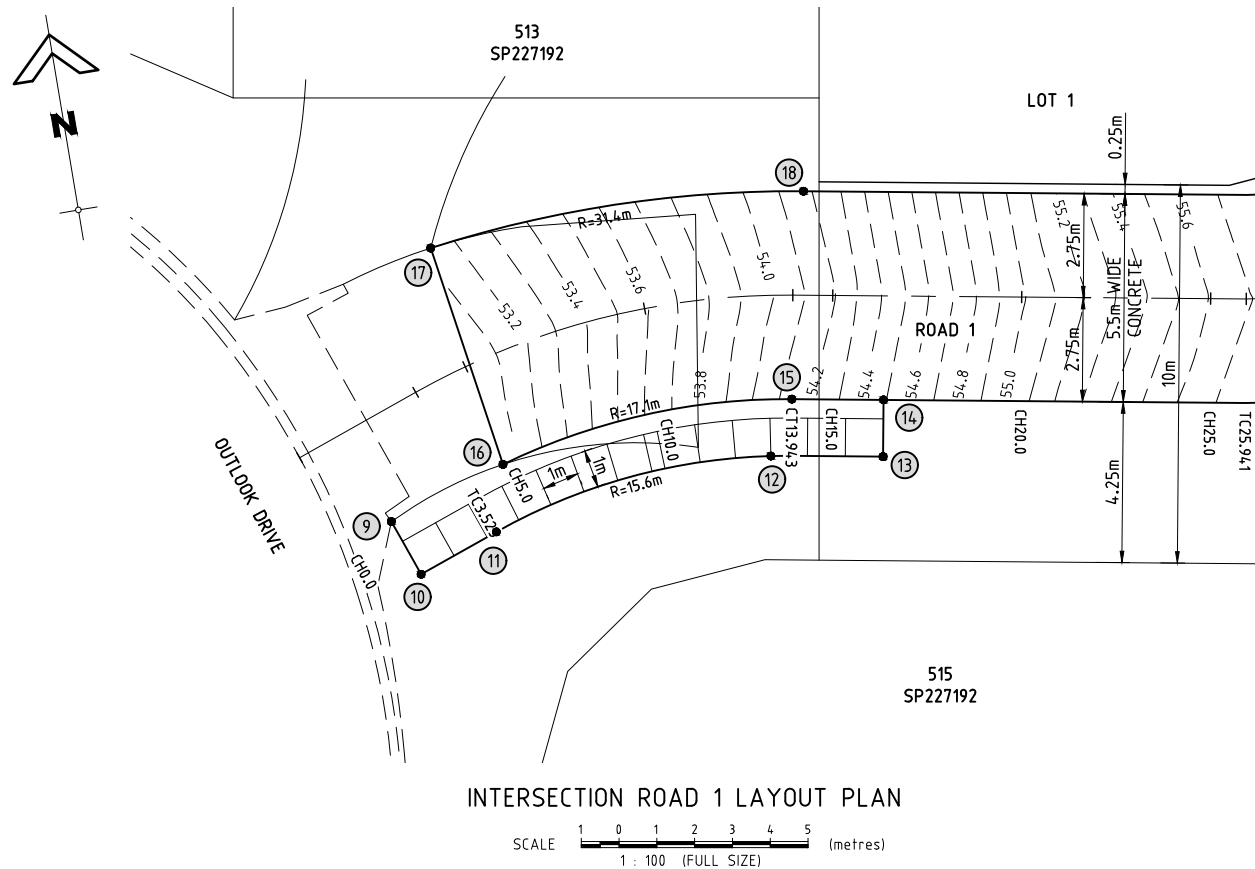 513
SP227192
LOT 1
0.25m
N
18
R=31.4m
17
53.2
53.4
53.6
54.0
55.2
55.4
55.6
2.75m
5.5m WIDE
CONCRETE
10m
ROAD 1
2.75m
53.8
15
54.2
54.4
54.6
54.8
55.0
14
R=17.1m
CH10.0
CT13.943
CH15.0
CH20.0
CH25.0
TC25.941
16
CH5.0
1m
1m
R=15.6m
12
13
4.25m
OUTLOOK DRIVE
9
TC3.523
11
CH0.0
10
515
SP227192
INTERSECTION ROAD 1 LAYOUT PLAN
SCALE 1 0 1 2 3 4 5 (metres)
1 : 100 (FULL SIZE)